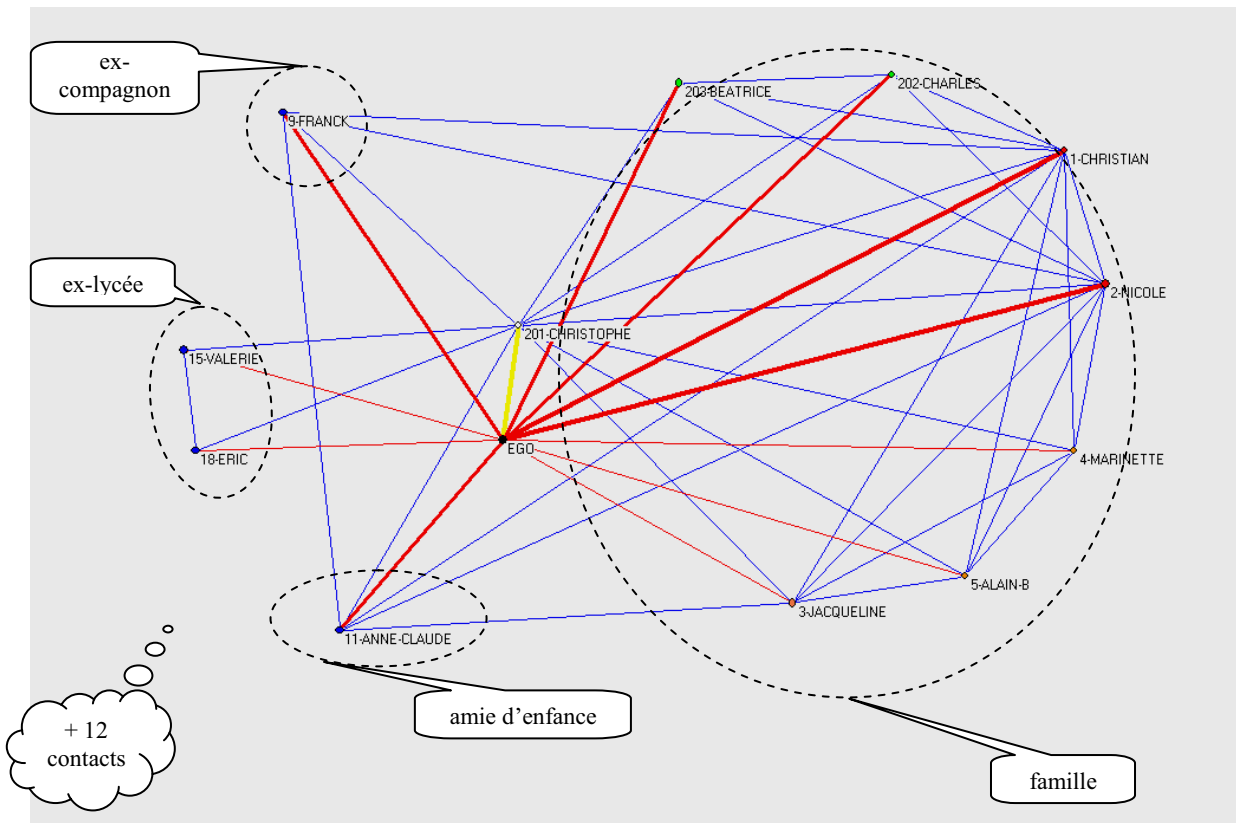 ex-
compagnon
9-FRANCK
203-BEATRICE
202-CHARLES
1-CHRISTIAN
ex-lycée
2-NICOLE
201-CHRISTOPHE
15-VALERIE
EGO
18-ERIC
4-MARINETTE
5-ALAIN-B
3-JACQUELINE
11-ANNE-CLAUDE
amie d’enfance
+ 12
contacts
famille